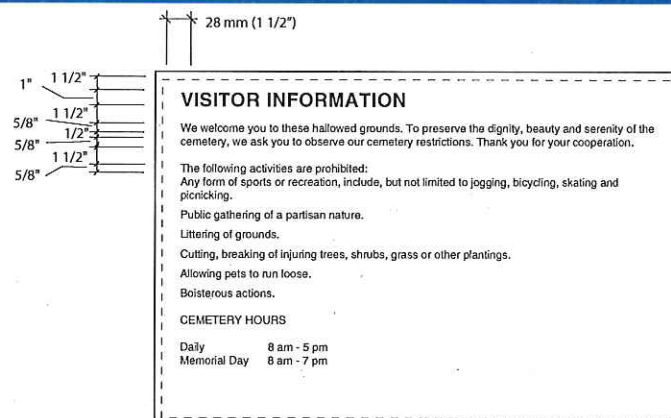 28 mm (1 1/2")
1 1/2"
1"
1 1/2"
5/8"
1/2"
5/8"
1 1/2"
5/8"
VISITOR INFORMATION
We welcome you to these hallowed grounds. To preserve the dignity, beauty and serenity of the
cemetery, we ask you to observe our cemetery restrictions. Thank you for your cooperation.
The following activities are prohibited:
Any form of sports or recreation, include, but not limited to jogging, bicycling, skating and
picnicking.
Public gathering of a partisan nature.
Littering of grounds.
Cutting, breaking of injuring trees, shrubs, grass or other plantings.
Allowing pets to run loose.
Boisterous actions.
CEMETERY HOURS
Daily 8 am - 5 pm
Memorial Day 8 am - 7 pm